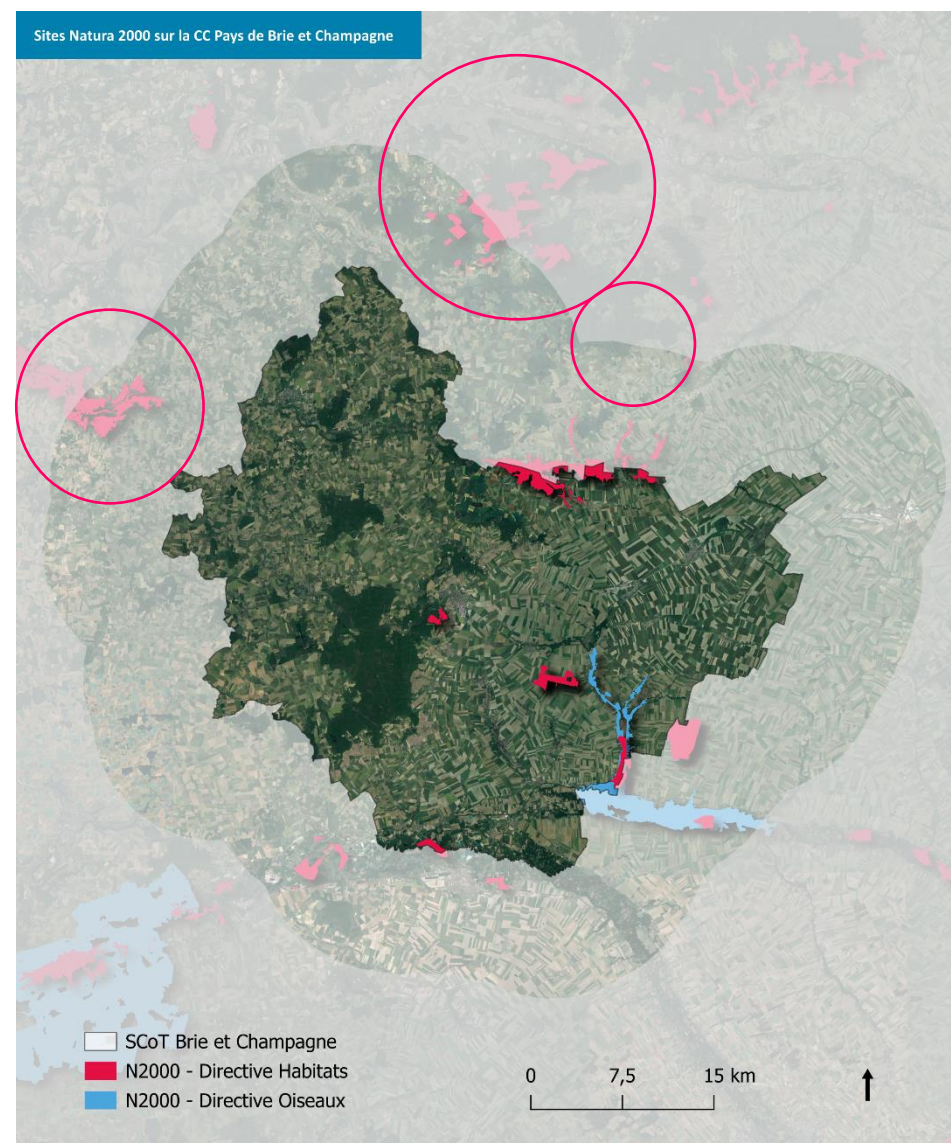 Sites Natura 2000 sur la CC Pays de Brie et Champagne
SCoT Brie et Champagne
N2000 - Directive Habitats
N2000 - Directive Oiseaux
0 7,5 15 km